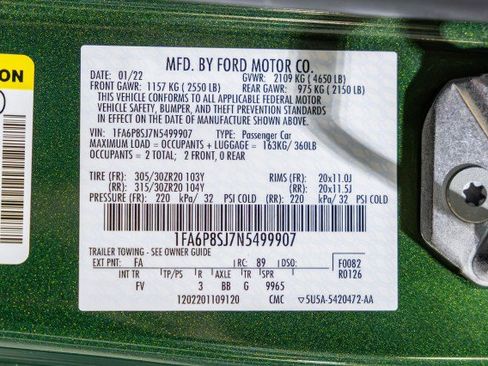 MFD. BY FORD MOTOR CO.
DATE: 01/22 GVWR: 2109 KG ( 4650 LB)
FRONT GAWR: 1157 KG ( 2550 LB) REAR GAWR: 975 KG ( 2150 LB)
THIS VEHICLE CONFORMS TO ALL APPLICABLE FEDERAL MOTOR
VEHICLE SAFETY, BUMPER, AND THEFT PREVENTION STANDARDS
IN EFFECT ON THE DATE OF MANUFACTURE SHOWN ABOVE.
VIN: 1FA6P8SJ7N5499907 TYPE: Passenger Car
MAXIMUM LOAD = OCCUPANTS + LUGGAGE = 163KG/ 360LB
OCCUPANTS = 2 TOTAL; 2 FRONT, 0 REAR
TIRE (FR): 305/30ZR20 103Y RIMS (FR): 20x11.0J
(RR): 315/30ZR20 104Y (RR): 20x11.5J
PRESSURE (FR): 220 kPa/ 32 PSI COLD (RR): 220 kPa/ 32 PSI COLD
1FA6P8SJ7N5499907
TRAILER TOWING - SEE OWNER GUIDE
EXT PNT: FA RC: 89 DSO: F0082
R0126
INT TR TP/PS R AXLE TR SPR
FV 3 BB G 9965
1202201109120 CMC ▽5U5A-5420472-AA